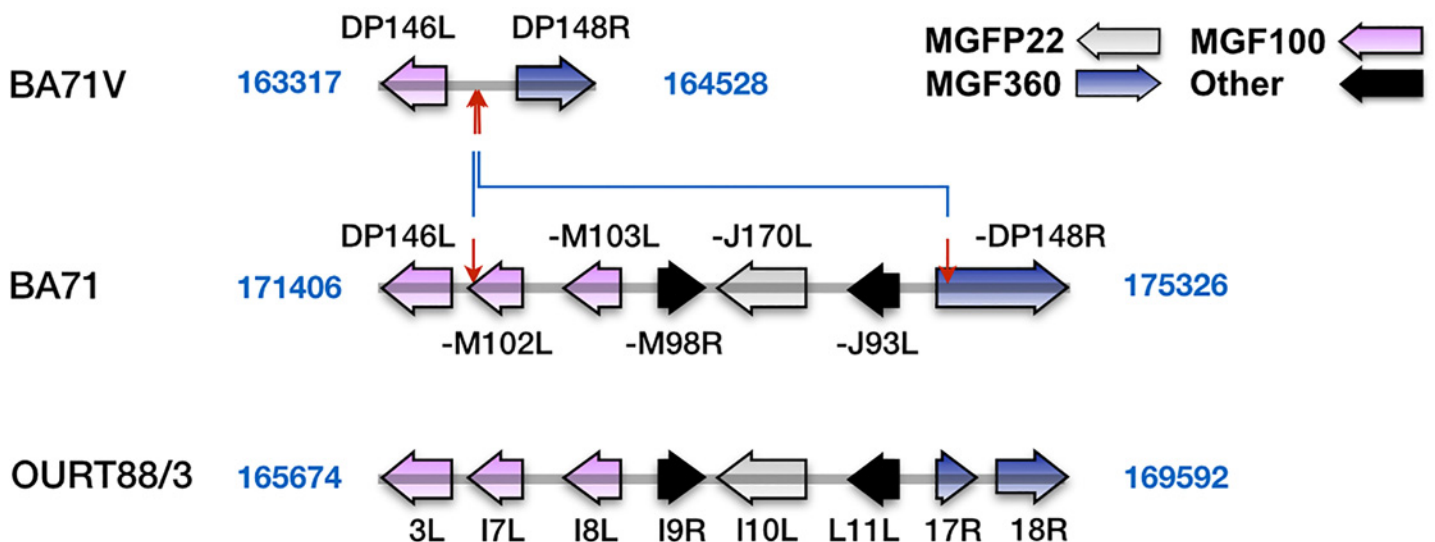 DP146L DP148R
BA71V 163317 164528
MGFP22 MGF100
MGF360 Other
DP146L -M103L -J170L -DP148R
BA71 171406 175326
-M102L -M98R -J93L
OURT88/3 165674 169592
3L I7L I8L I9R I10L L11L 17R 18R